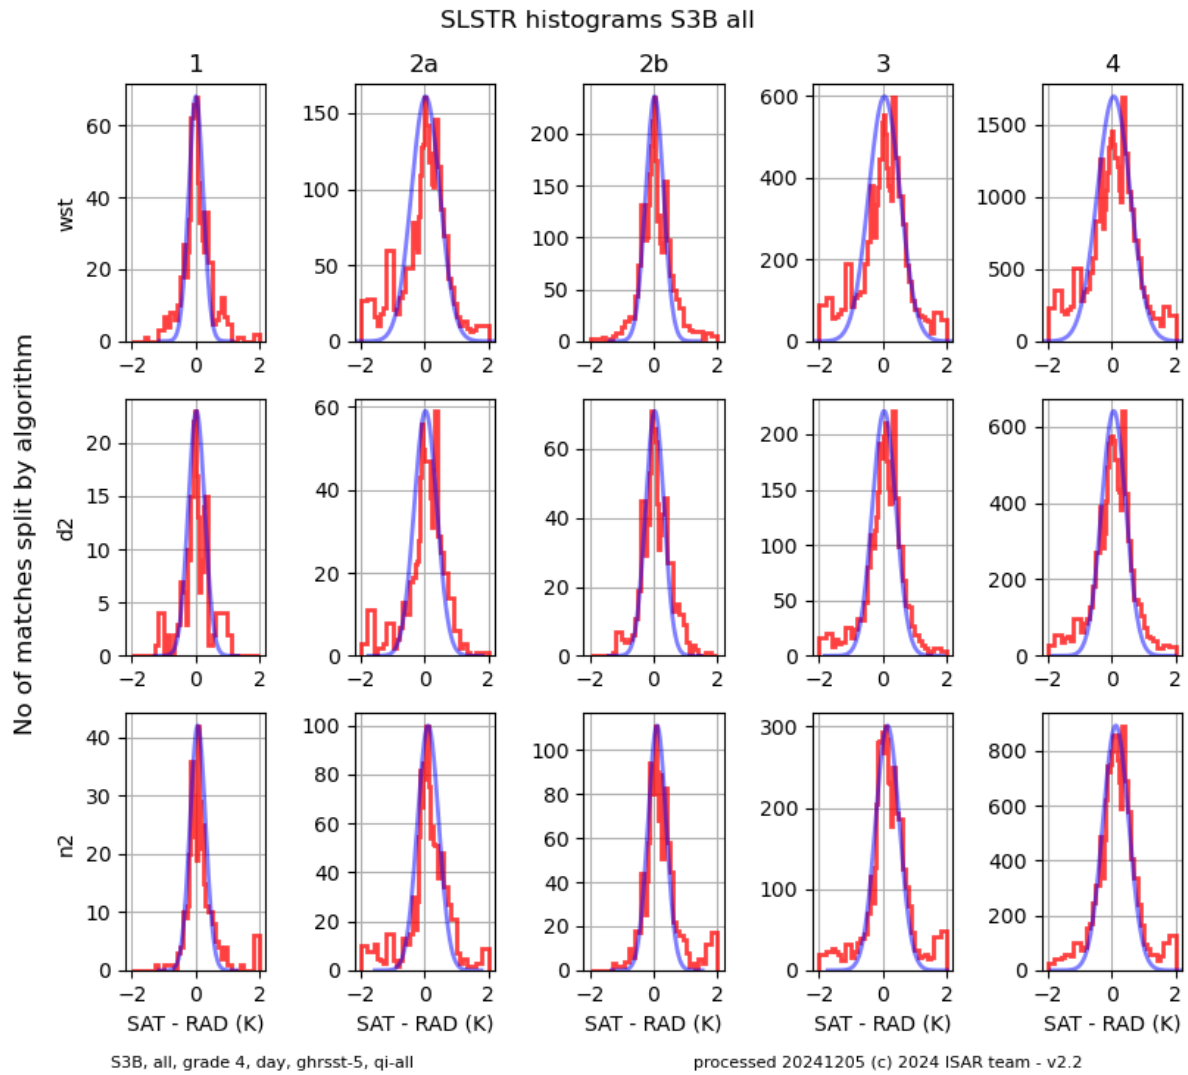 SLSTR histograms S3B all
1 2a 2b 3 4
No of matches split by algorithm
wst
60
40
20
0
−2 0 2
150
100
50
0
−2 0 2
200
150
100
50
0
−2 0 2
600
400
200
0
−2 0 2
1500
1000
500
0
−2 0 2
d2
20
15
10
5
0
−2 0 2
60
40
20
0
−2 0 2
60
40
20
0
−2 0 2
200
150
100
50
0
−2 0 2
600
400
200
0
−2 0 2
n2
40
30
20
10
0
−2 0 2
100
80
60
40
20
0
−2 0 2
100
80
60
40
20
0
−2 0 2
300
200
100
0
−2 0 2
800
600
400
200
0
−2 0 2
SAT - RAD (K) SAT - RAD (K) SAT - RAD (K) SAT - RAD (K) SAT - RAD (K)
S3B, all, grade 4, day, ghrsst-5, qi-all
processed 20241205 (c) 2024 ISAR team - v2.2